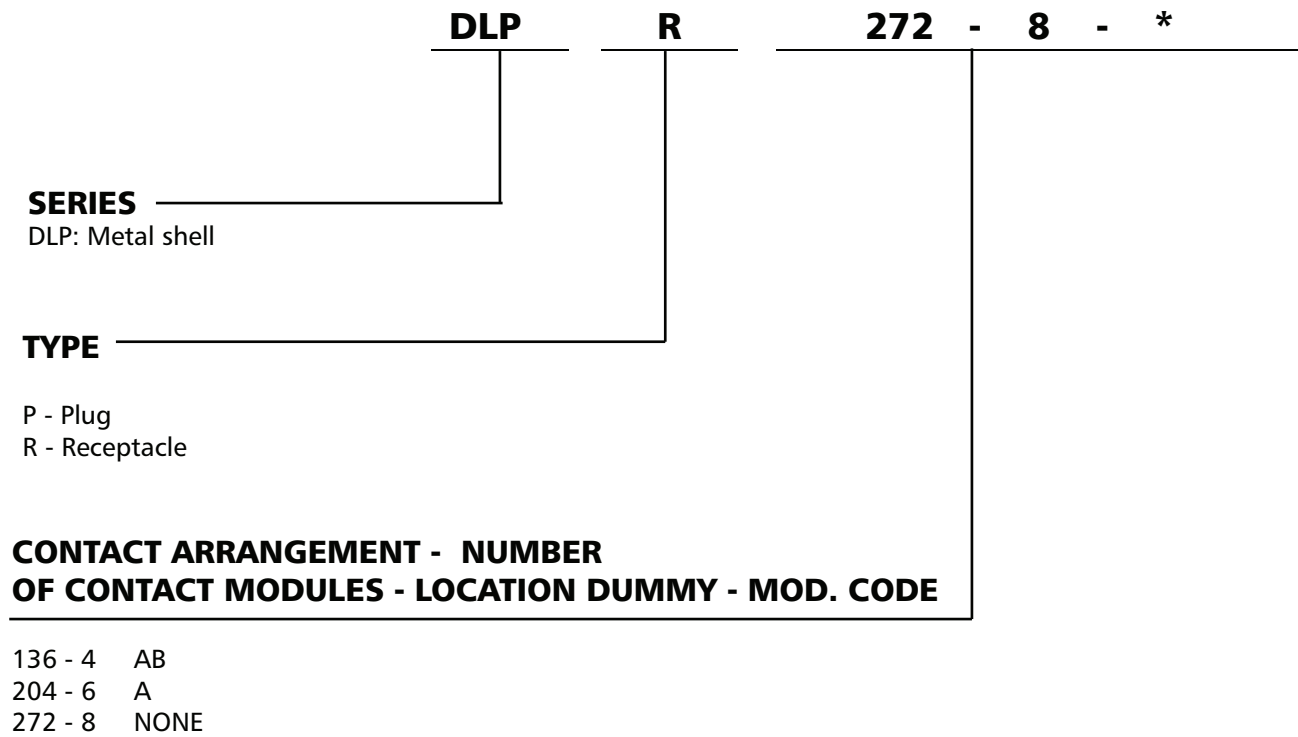 DLP R 272 - 8 - *
SERIES
DLP: Metal shell
TYPE
P - Plug
R - Receptacle
CONTACT ARRANGEMENT - NUMBER
OF CONTACT MODULES - LOCATION DUMMY - MOD. CODE
136 - 4 AB
204 - 6 A
272 - 8 NONE